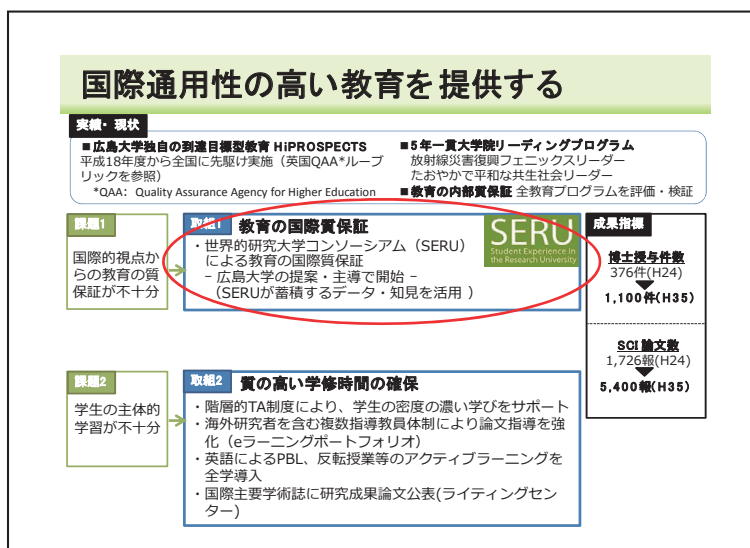 国際通用性の高い教育を提供する
実績・現状
■広島大学独自の到達目標型教育 HiPROSPECTS
平成18年度から全国に先駆け実施（英国QAA*ルーブ
リックを参照）
*QAA： Quality Assurance Agency for Higher Education
■5年一貫大学院リーディングプログラム
放射線災害復興フェニックスリーダー
たおやかで平和な共生社会リーダー
■教育の内部質保証 全教育プログラムを評価・検証
課題1
国際的視点か
らの教育の質
保証が不十分
取組1 教育の国際質保証
・世界的研究大学コンソーシアム（SERU）
による教育の国際質保証
– 広島大学の提案・主導で開始 –
（SERUが蓄積するデータ・知見を活用 ）
SERU
Student Experience in
the Research University
成果指標
博士授与件数
376件(H24)
1,100件(H35)
SCI 論文数
1,726報(H24)
5,400報(H35)
課題2
学生の主体的
学習が不十分
取組2 質の高い学修時間の確保
・階層的TA制度により、学生の密度の濃い学びをサポート
・海外研究者を含む複数指導教員体制により論文指導を強
化（eラーニングポートフォリオ）
・英語によるPBL、反転授業等のアクティブラーニングを
全学導入
・国際主要学術誌に研究成果論文公表(ライティングセン
ター)